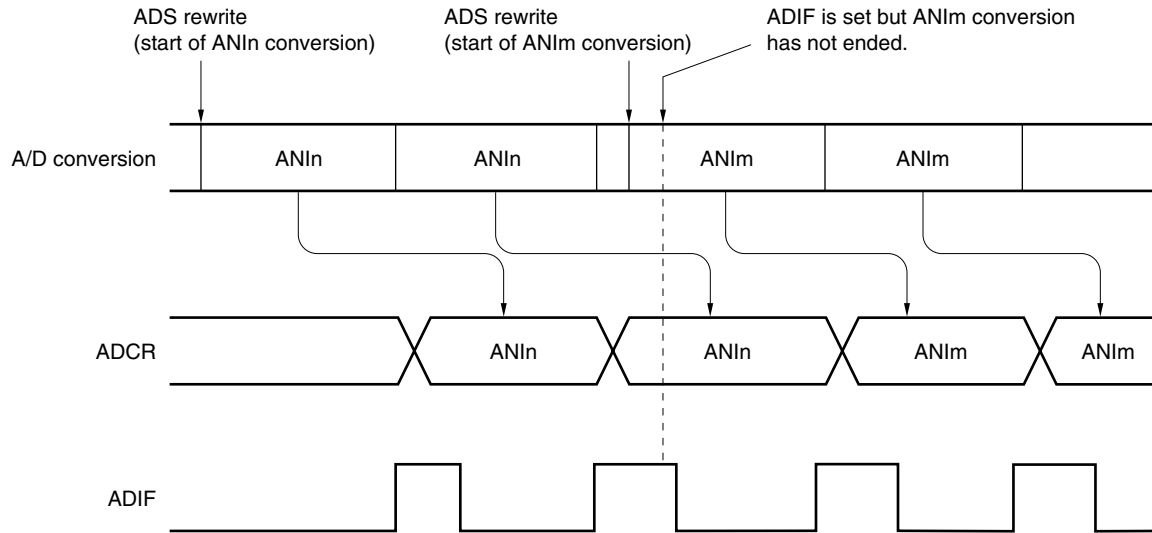 ADS rewrite
(start of ANIn conversion)
ADS rewrite
(start of ANIm conversion)
ADIF is set but ANIm conversion
has not ended.
A/D conversion
ANIn
ANIn
ANIm
ANIm
ADCR
ANIn
ANIn
ANIm
ANIm
ADIF